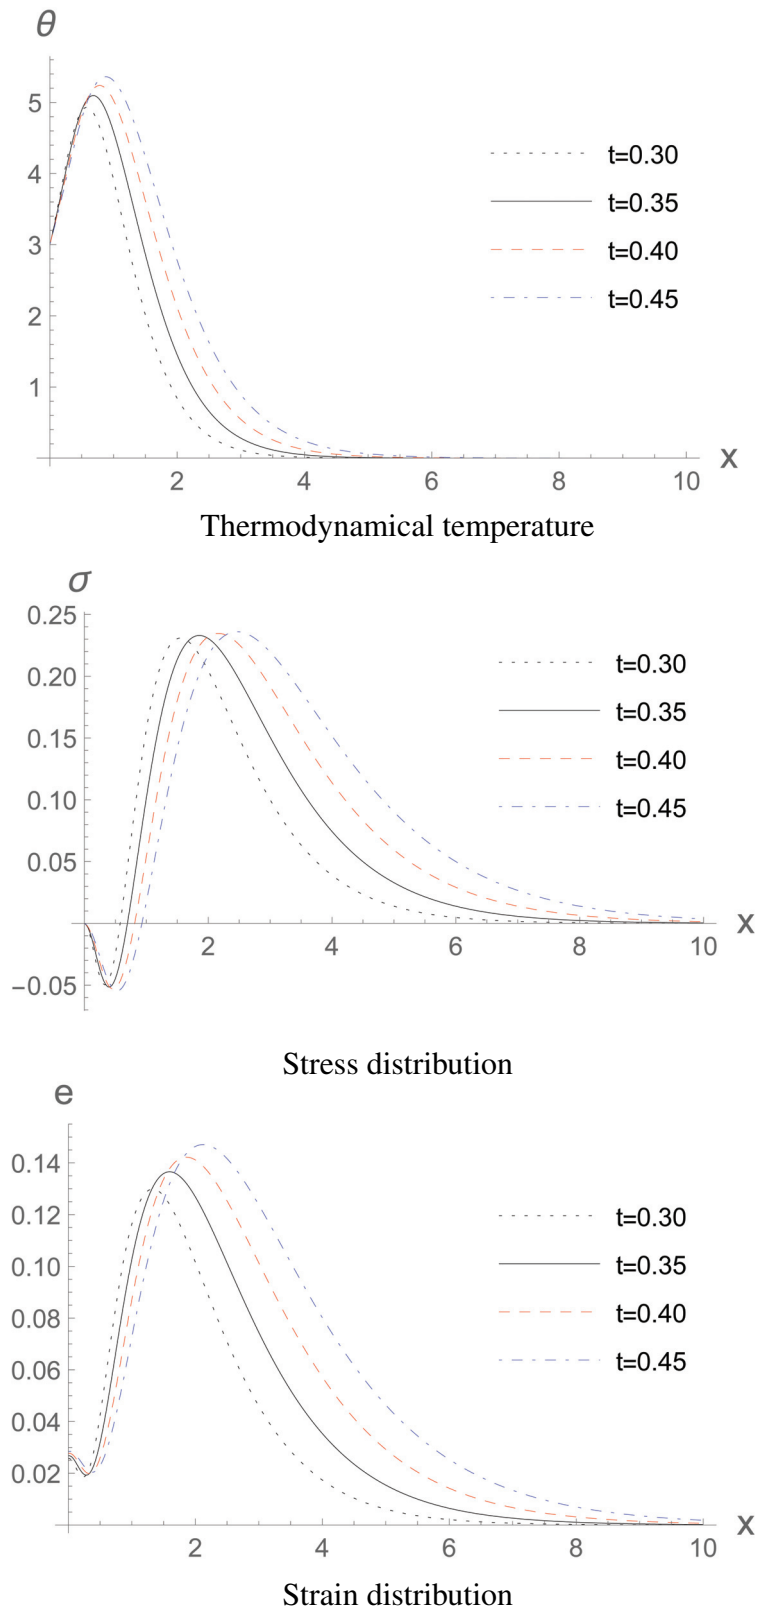 θ
5
4
3
2
1
2 4 6 8 10 x
t=0.30
t=0.35
t=0.40
t=0.45
Thermodynamical temperature
σ
0.25
0.20
0.15
0.10
0.05
−0.05
2 4 6 8 10 x
t=0.30
t=0.35
t=0.40
t=0.45
Stress distribution
e
0.14
0.12
0.10
0.08
0.06
0.04
0.02
2 4 6 8 10 x
t=0.30
t=0.35
t=0.40
t=0.45
Strain distribution